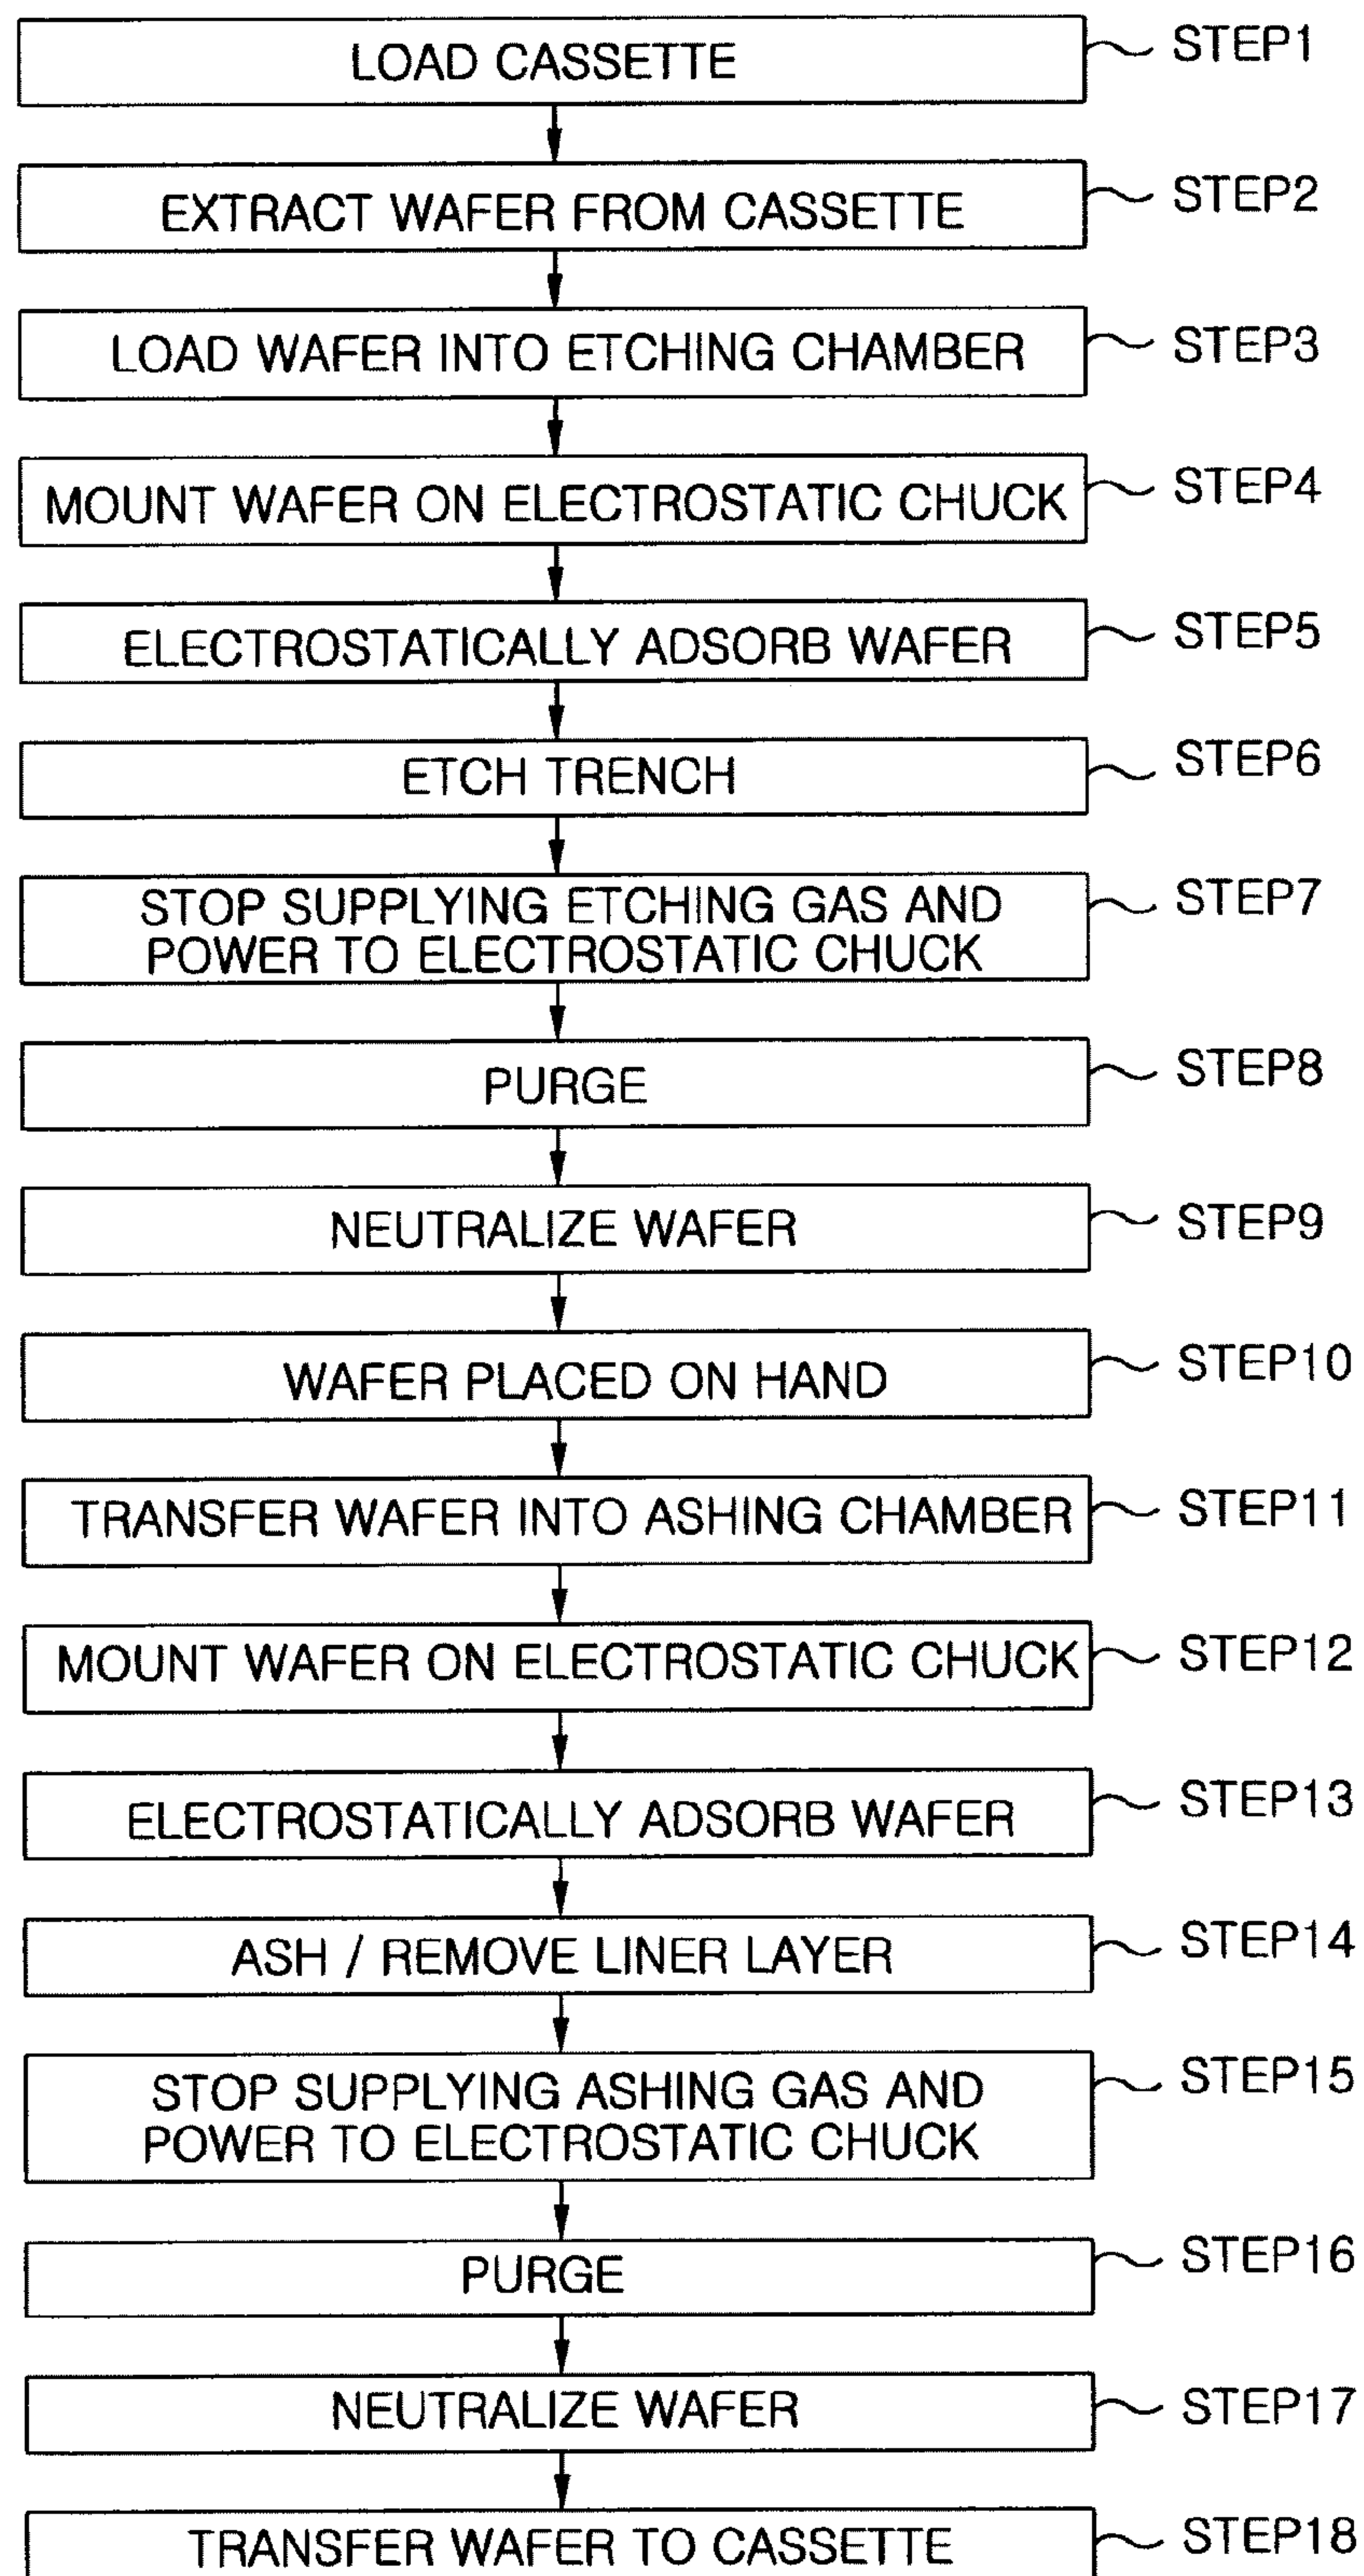 LOAD CASSETTE STEP1
EXTRACT WAFER FROM CASSETTE STEP2
LOAD WAFER INTO ETCHING CHAMBER STEP3
MOUNT WAFER ON ELECTROSTATIC CHUCK STEP4
ELECTROSTATICALLY ADSORB WAFER STEP5
ETCH TRENCH STEP6
STOP SUPPLYING ETCHING GAS AND STEP7
POWER TO ELECTROSTATIC CHUCK
PURGE STEP8
NEUTRALIZE WAFER STEP9
WAFER PLACED ON HAND STEP10
TRANSFER WAFER INTO ASHING CHAMBER STEP11
MOUNT WAFER ON ELECTROSTATIC CHUCK STEP12
ELECTROSTATICALLY ADSORB WAFER STEP13
ASH / REMOVE LINER LAYER STEP14
STOP SUPPLYING ASHING GAS AND STEP15
POWER TO ELECTROSTATIC CHUCK
PURGE STEP16
NEUTRALIZE WAFER STEP17
TRANSFER WAFER TO CASSETTE STEP18